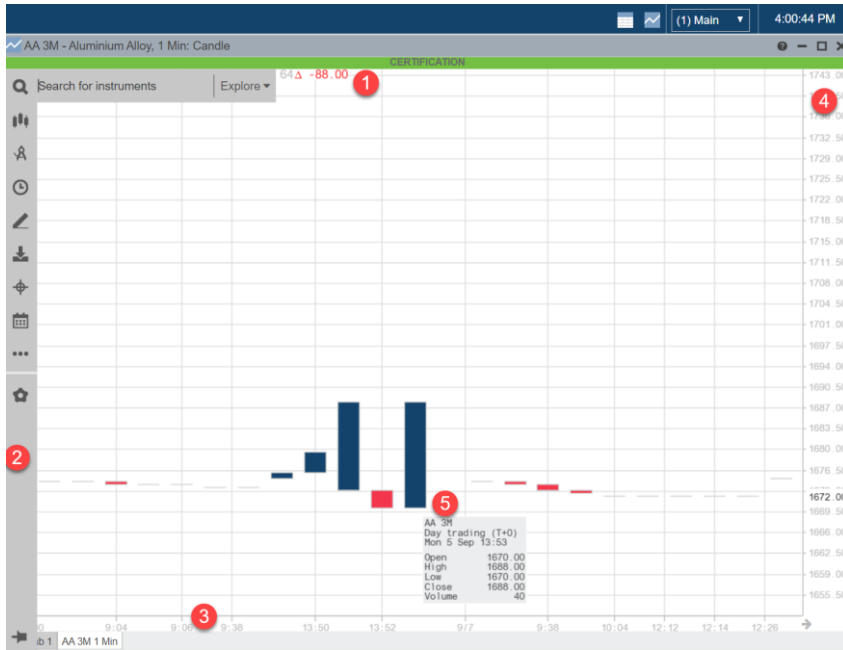 (1) Main ▼ 4:00:44 PM
AA 3M - Aluminium Alloy, 1 Min: Candle
CERTIFICATION
Search for instruments Explore
64Δ -88.00
1
4
1743.00
1732.50
1729.00
1725.50
1722.00
1718.50
1715.00
1711.50
1708.00
1704.50
1701.00
1697.50
1694.00
1690.50
1687.00
1683.50
1680.00
1676.50
1672.00
1669.50
1666.00
1662.50
1659.00
1655.50
2
5
AA 3M
Day trading (T+0)
Mon 5 Sep 13:53
Open 1670.00
High 1688.00
Low 1670.00
Close 1688.00
Volume 40
3
9:04 9:06 9:38 13:50 13:52 9/7 9:38 10:04 12:12 12:14 12:26
b 1 AA 3M 1 Min